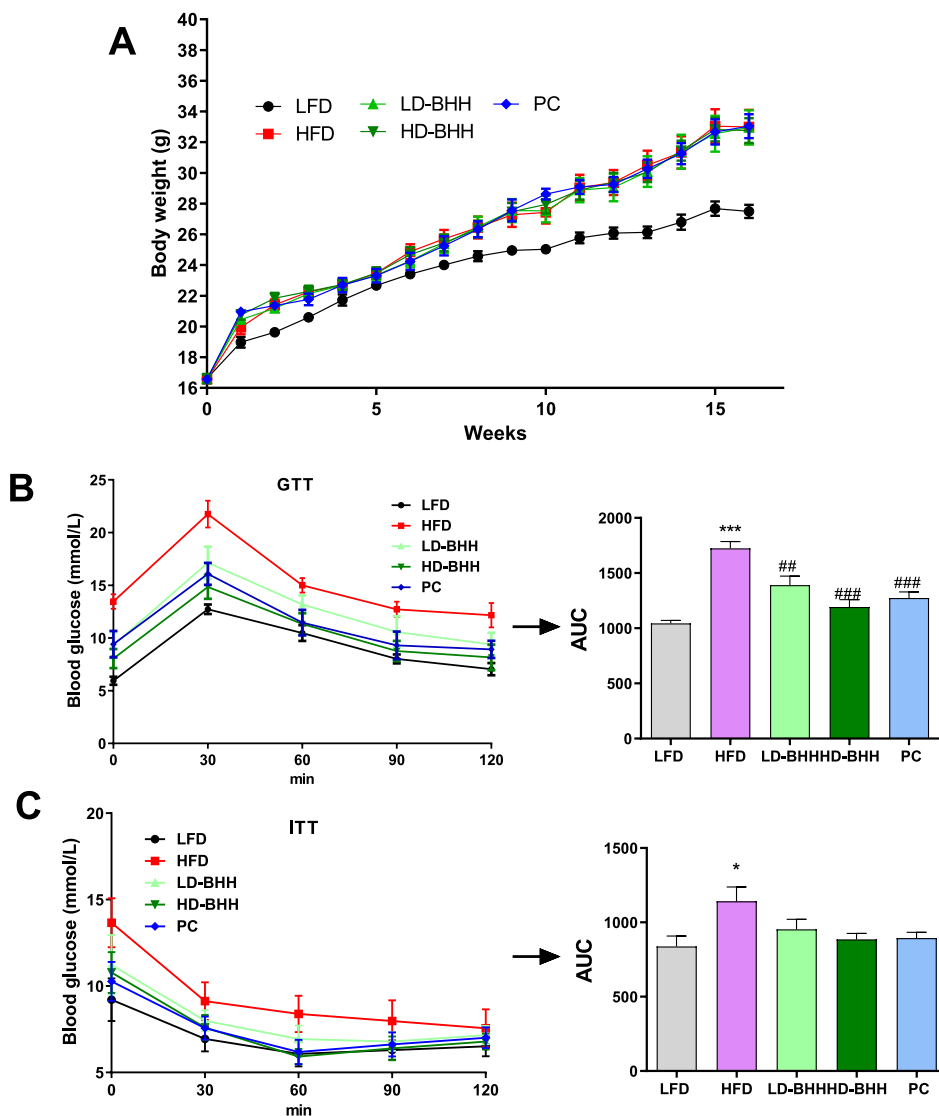 A
40
38
36
34
32
30
28
26
24
22
20
18
16
Body weight (g)
LFD
HFD
LD-BHH
HD-BHH
PC
0 5 10 15
Weeks
B
GTT
25
20
15
10
5
0
Blood glucose (mmol/L)
LFD
HFD
LD-BHH
HD-BHH
PC
0 30 60 90 120
min
2000
1500
1000
500
0
AUC
***
##
###
###
LFD HFD LD-BHHHD-BHH PC
C
ITT
20
15
10
5
Blood glucose (mmol/L)
LFD
HFD
LD-BHH
HD-BHH
PC
0 30 60 90 120
min
1500
1000
500
0
AUC
*
LFD HFD LD-BHHHD-BHH PC